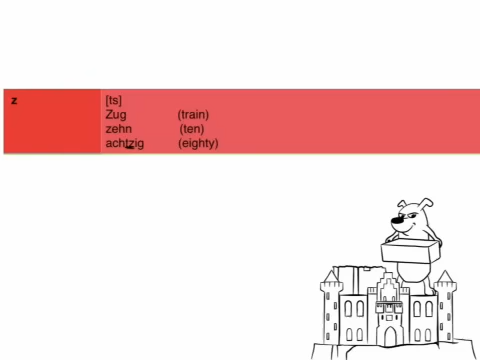 z [ts]
Zug (train)
zehn (ten)
achtzig (eighty)